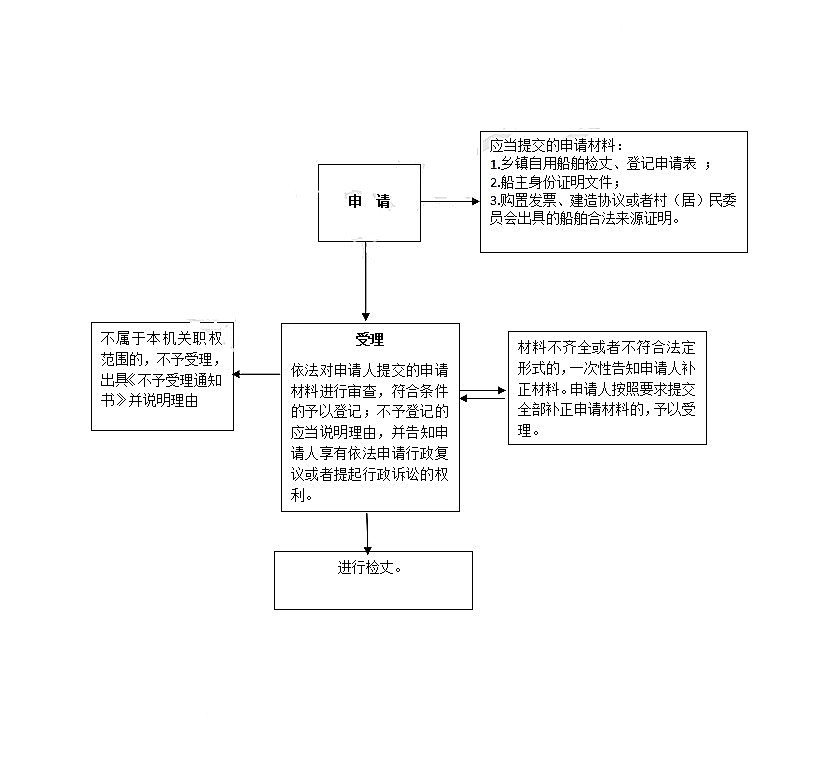 应当提交的申请材料：
1.乡镇自用船舶检丈、登记申请表 ；
2.船主身份证明文件；
3.购置发票、建造协议或者村（居）民委
员会出具的船舶合法来源证明。
申 请
不属于本机关职权
范围的，不予受理，
出具《不予受理通知
书》并说明理由
受理
依法对申请人提交的申请
材料进行审查，符合条件
的予以登记；不予登记的
应当说明理由，并告知申
请人享有依法申请行政复
议或者提起行政诉讼的权
利。
材料不齐全或者不符合法定
形式的，一次性告知申请人补
正材料。申请人按照要求提交
全部补正申请材料的，予以受
理。
进行检丈。